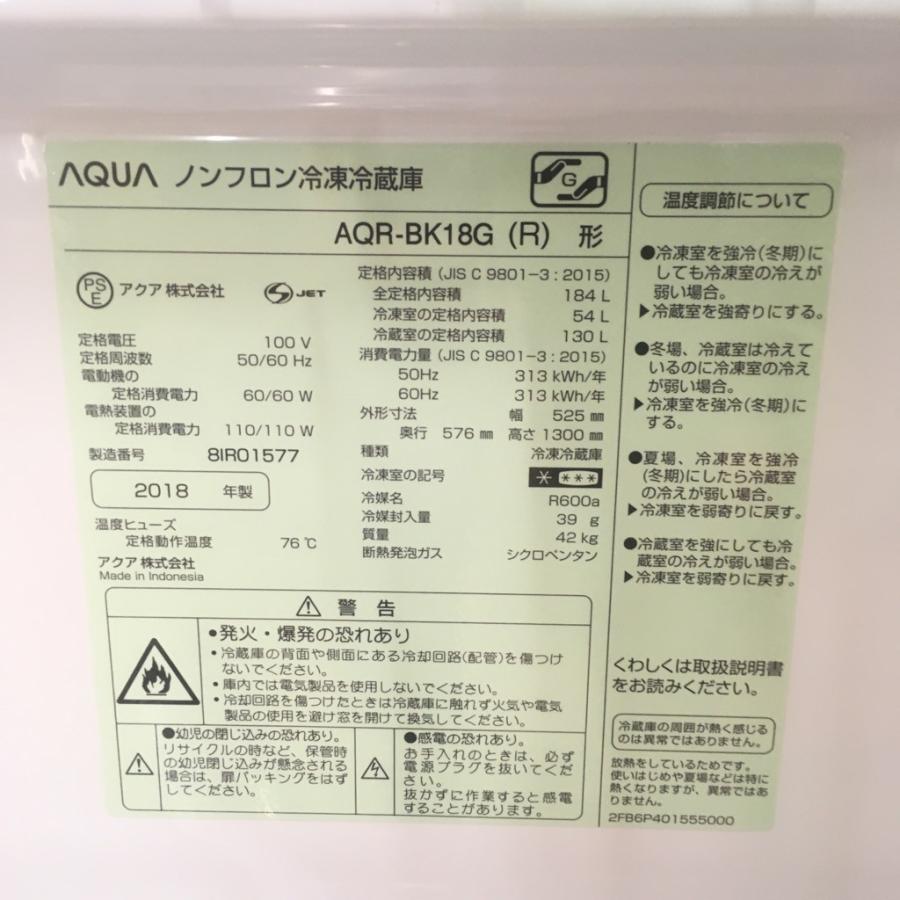 AQUA ノンフロン冷凍冷蔵庫
G
AQR-BK18G (R) 形
PS
E
アクア 株式会社
S JET
定格電圧 100 V
定格周波数 50/60 Hz
電動機の
定格消費電力 60/60 W
電熱装置の
定格消費電力 110/110 W
製造番号 8IR01577
2018 年製
温度ヒューズ
定格動作温度 76 ℃
アクア 株式会社
Made in Indonesia
定格内容積 (JIS C 9801-3 : 2015)
全定格内容積 184 L
冷凍室の定格内容積 54 L
冷蔵室の定格内容積 130 L
消費電力量 (JIS C 9801-3 : 2015)
50Hz 313 kWh/年
60Hz 313 kWh/年
外形寸法 幅 525 ㎜
奥行 576 ㎜ 高さ 1300 ㎜
種類 冷凍冷蔵庫
冷凍室の記号
冷媒名 R600a
冷媒封入量 39 g
質量 42 kg
断熱発泡ガス シクロペンタン
⚠ 警 告
●発火・爆発の恐れあり
・冷蔵庫の背面や側面にある冷却回路(配管)を傷つけ
ないでください。
・庫内では電気製品を使用しないでください。
・冷却回路を傷つけたときは冷蔵庫に触れず火気や電気
製品の使用を避け窓を開けて換気してください。
●幼児の閉じ込みの恐れあり。
リサイクルの時など、保管時
の幼児閉じ込みが懸念される
場合は、扉パッキングをはず
してください。
●感電の恐れあり。
お手入れのときは、必ず
電源プラグを抜いてくだ
さい。
抜かずに作業すると感電
することがあります。
温度調節について
●冷凍室を強冷(冬期)に
しても冷凍室の冷えが
弱い場合。
▶冷蔵室を強寄りにする。
●冬場、冷蔵室は冷えて
いるのに冷凍室の冷え
が弱い場合。
▶冷凍室を強冷(冬期)に
する。
●夏場、冷凍室を強冷
(冬期)にしたら冷蔵室
の冷えが弱い場合。
▶冷凍室を弱寄りに戻す。
●冷蔵室を強にしても冷
蔵室の冷えが弱い場合。
▶冷凍室を弱寄りに戻す。
くわしくは取扱説明書
をお読みください。
冷蔵庫の周囲が熱く感じる
のは異常ではありません。
放熱をしているためです。
使いはじめや夏場などは特に
熱くなりますが、異常ではあ
りません。
2FB6P401555000